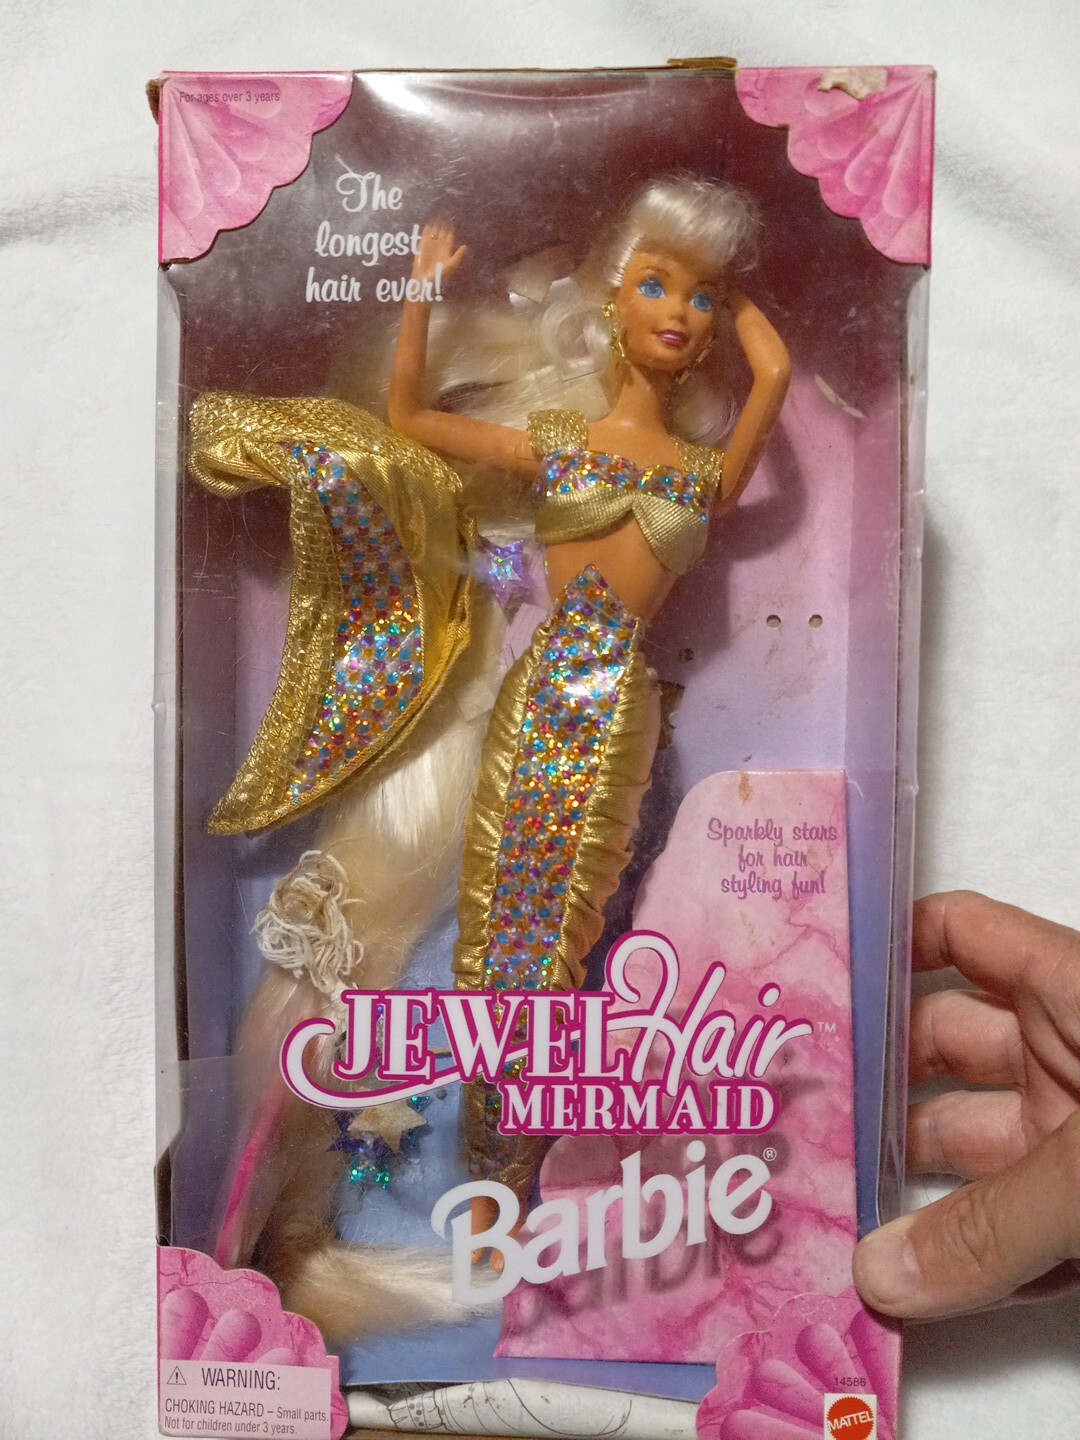 For ages over 3 years
The
longest
hair ever!
Sparkly stars
for hair
styling fun!
JEWEL Hair™
MERMAID
Barbie®
⚠ WARNING:
CHOKING HAZARD – Small parts.
Not for children under 3 years.
14586
MATTEL